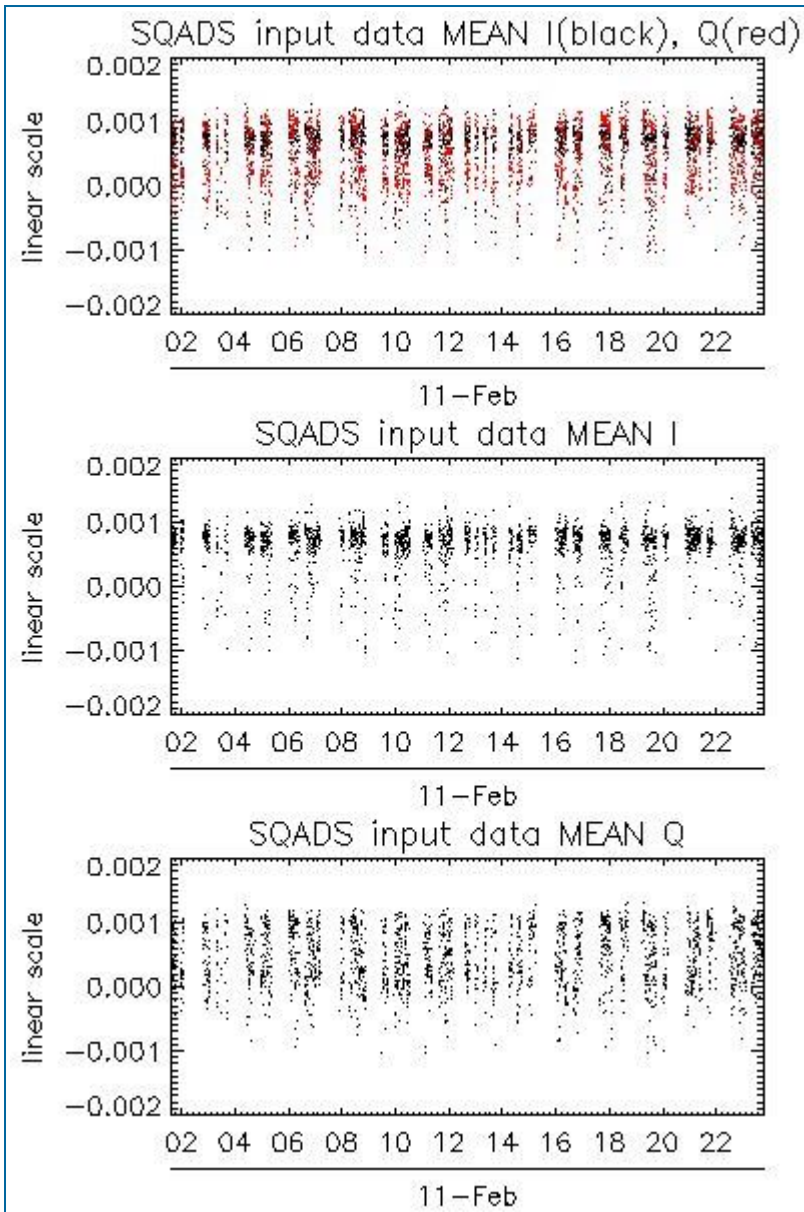 SQADS input data MEAN I(black), Q(red)
0.002
0.001
0.000
−0.001
−0.002
linear scale
02 04 06 08 10 12 14 16 18 20 22
11−Feb
SQADS input data MEAN I
0.002
0.001
0.000
−0.001
−0.002
linear scale
02 04 06 08 10 12 14 16 18 20 22
11−Feb
SQADS input data MEAN Q
0.002
0.001
0.000
−0.001
−0.002
linear scale
02 04 06 08 10 12 14 16 18 20 22
11−Feb